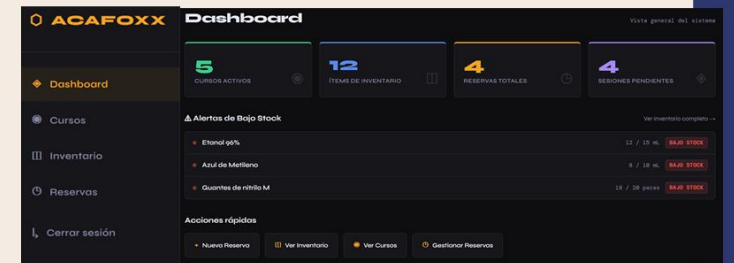 ACAFOXX
Dashboard
Cursos
Inventario
Reservas
Cerrar sesión
Dashboard
Vista general del sistema
5
CURSOS ACTIVOS
12
ÍTEMS DE INVENTARIO
4
RESERVAS TOTALES
4
SESIONES PENDIENTES
Alertas de Bajo Stock
Ver inventario completo →
Etanol 96%
12 / 15 mL BAJO STOCK
Azul de Metileno
8 / 10 mL BAJO STOCK
Guantes de nitrilo M
18 / 20 pares BAJO STOCK
Acciones rápidas
+ Nueva Reserva
Ver Inventario
Ver Cursos
Gestionar Reservas